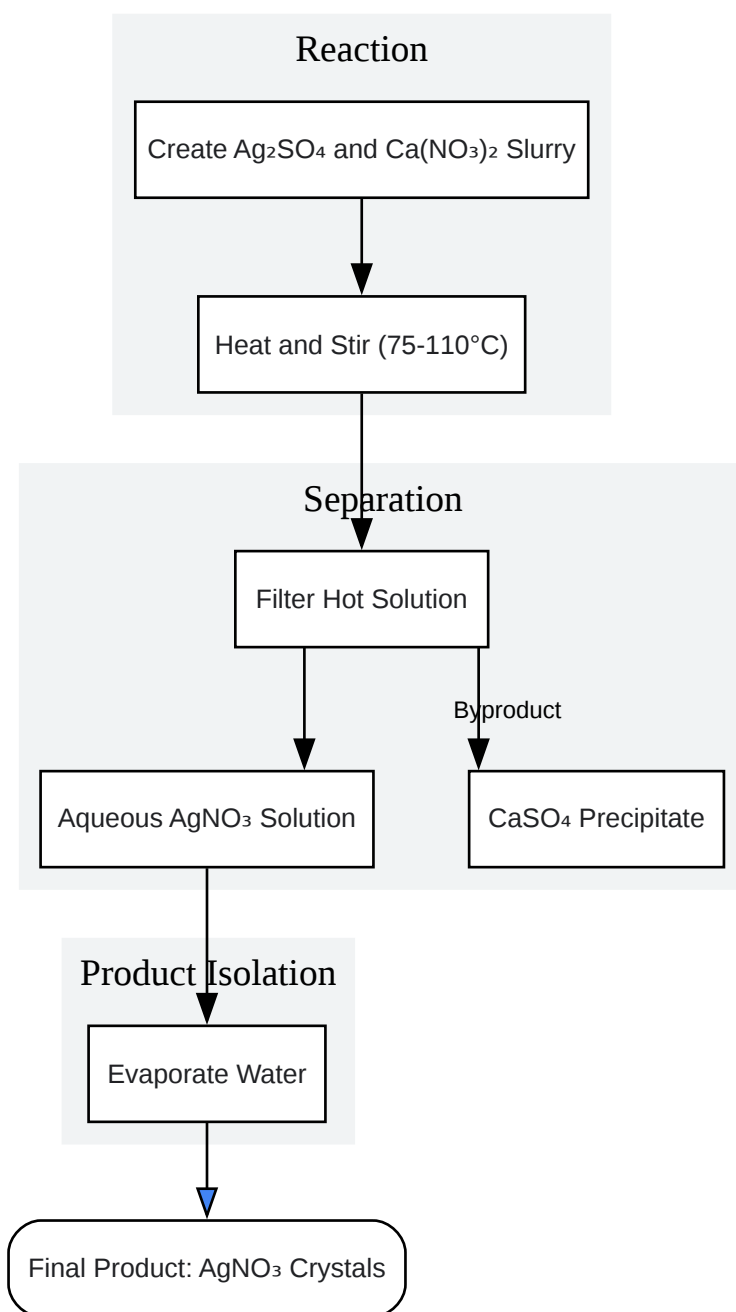 Reaction
Create Ag₂SO₄ and Ca(NO₃)₂ Slurry
Heat and Stir (75-110°C)
Separation
Filter Hot Solution
Byproduct
Aqueous AgNO₃ Solution
CaSO₄ Precipitate
Product Isolation
Evaporate Water
Final Product: AgNO₃ Crystals